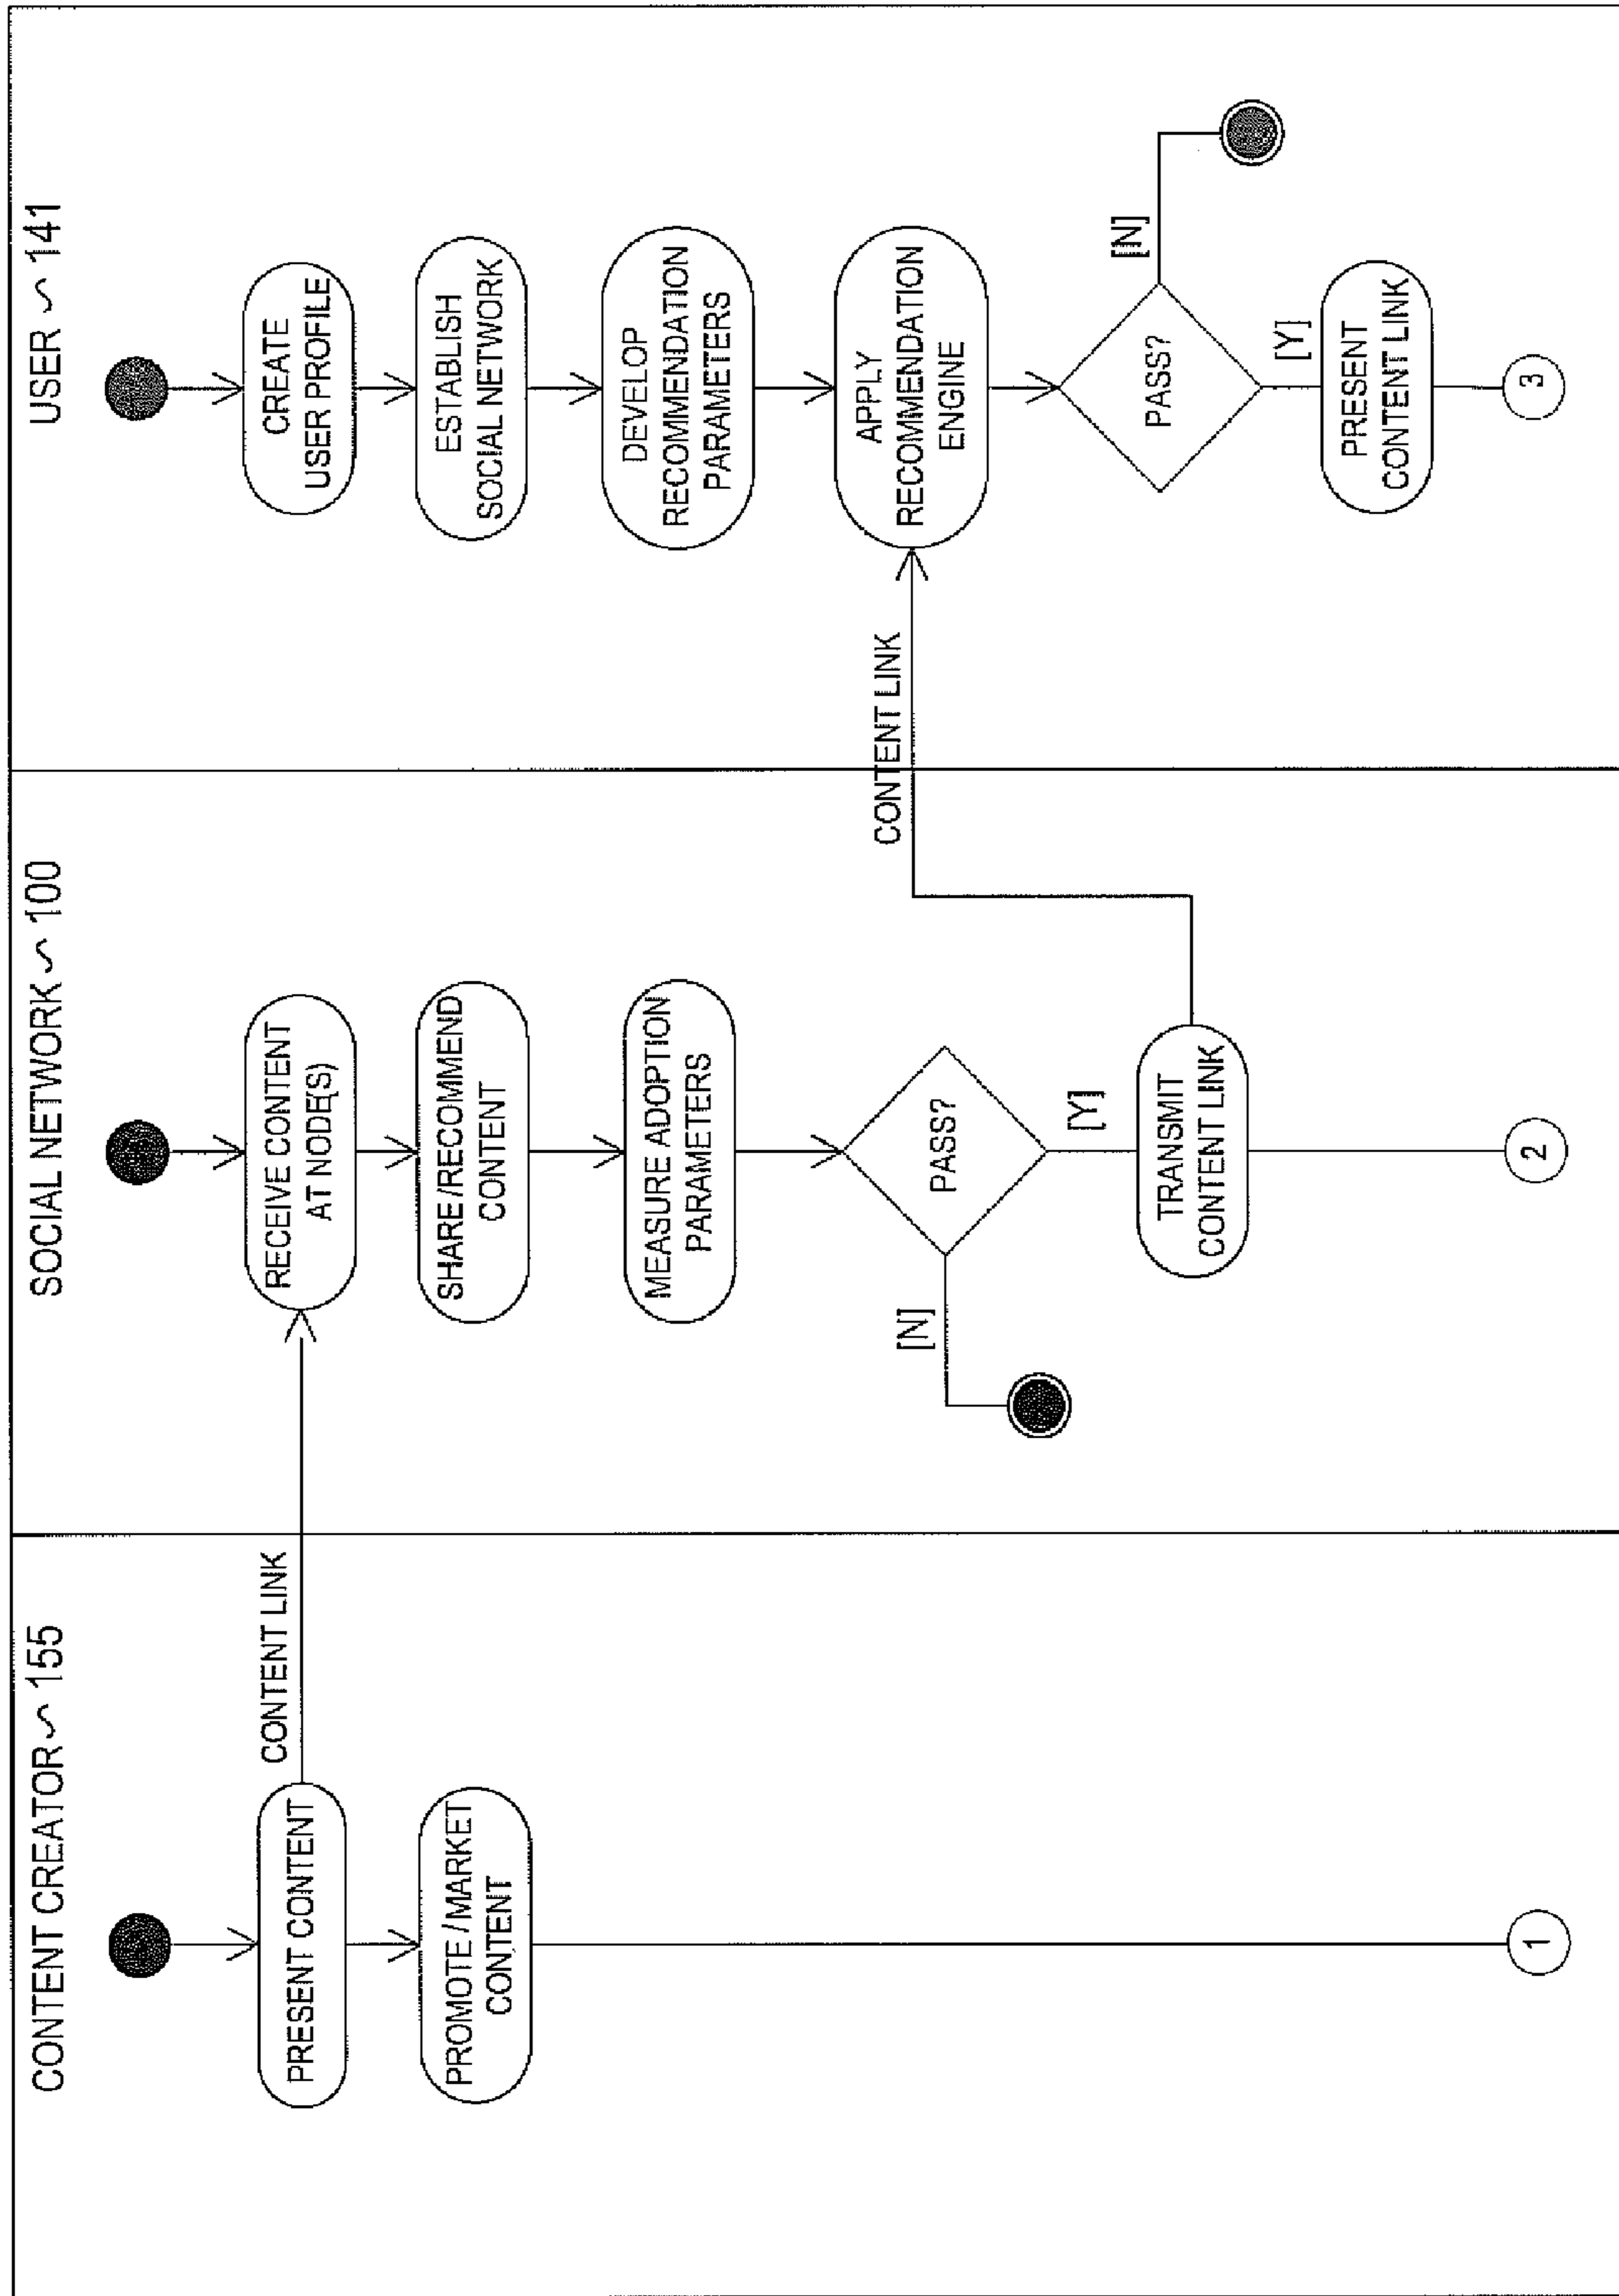 CONTENT CREATOR ~ 155
PRESENT CONTENT
PROMOTE/MARKET
CONTENT
1
CONTENT LINK
SOCIAL NETWORK ~ 100
RECEIVE CONTENT
AT NODE(S)
SHARE/RECOMMEND
CONTENT
MEASURE ADOPTION
PARAMETERS
PASS?
[N]
[Y]
TRANSMIT
CONTENT LINK
2
CONTENT LINK
USER ~ 141
CREATE
USER PROFILE
ESTABLISH
SOCIAL NETWORK
DEVELOP
RECOMMENDATION
PARAMETERS
APPLY
RECOMMENDATION
ENGINE
PASS?
[N]
[Y]
PRESENT
CONTENT LINK
3